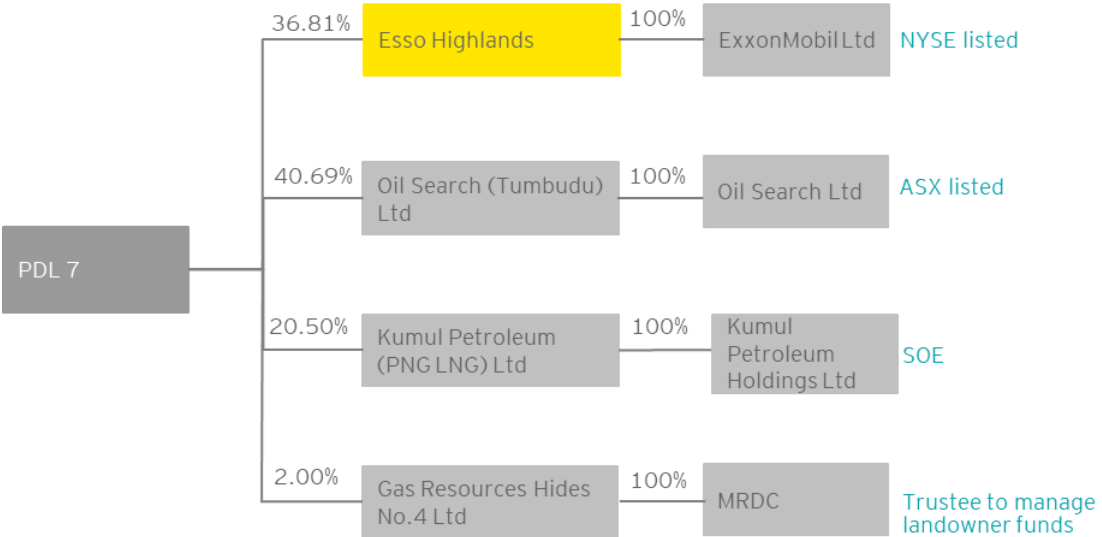 36.81%
Esso Highlands
100%
ExxonMobil Ltd
NYSE listed
40.69%
Oil Search (Tumbudu)
Ltd
100%
Oil Search Ltd
ASX listed
PDL 7
20.50%
Kumul Petroleum
(PNG LNG) Ltd
100%
Kumul
Petroleum
Holdings Ltd
SOE
2.00%
Gas Resources Hides
No.4 Ltd
100%
MRDC
Trustee to manage
landowner funds